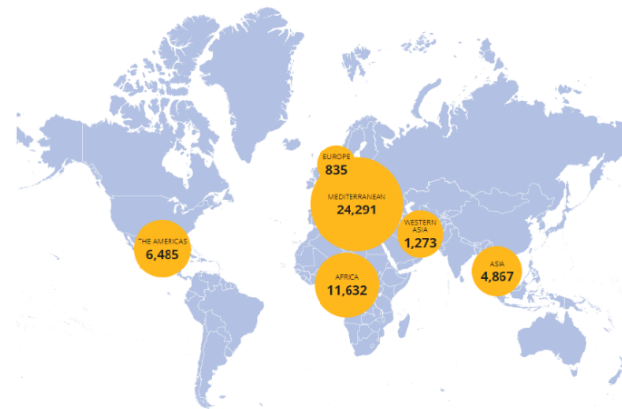 EUROPE
835
MEDITERRANEAN
24,291
WESTERN
ASIA
1,273
THE AMERICAS
6,485
ASIA
4,867
AFRICA
11,632